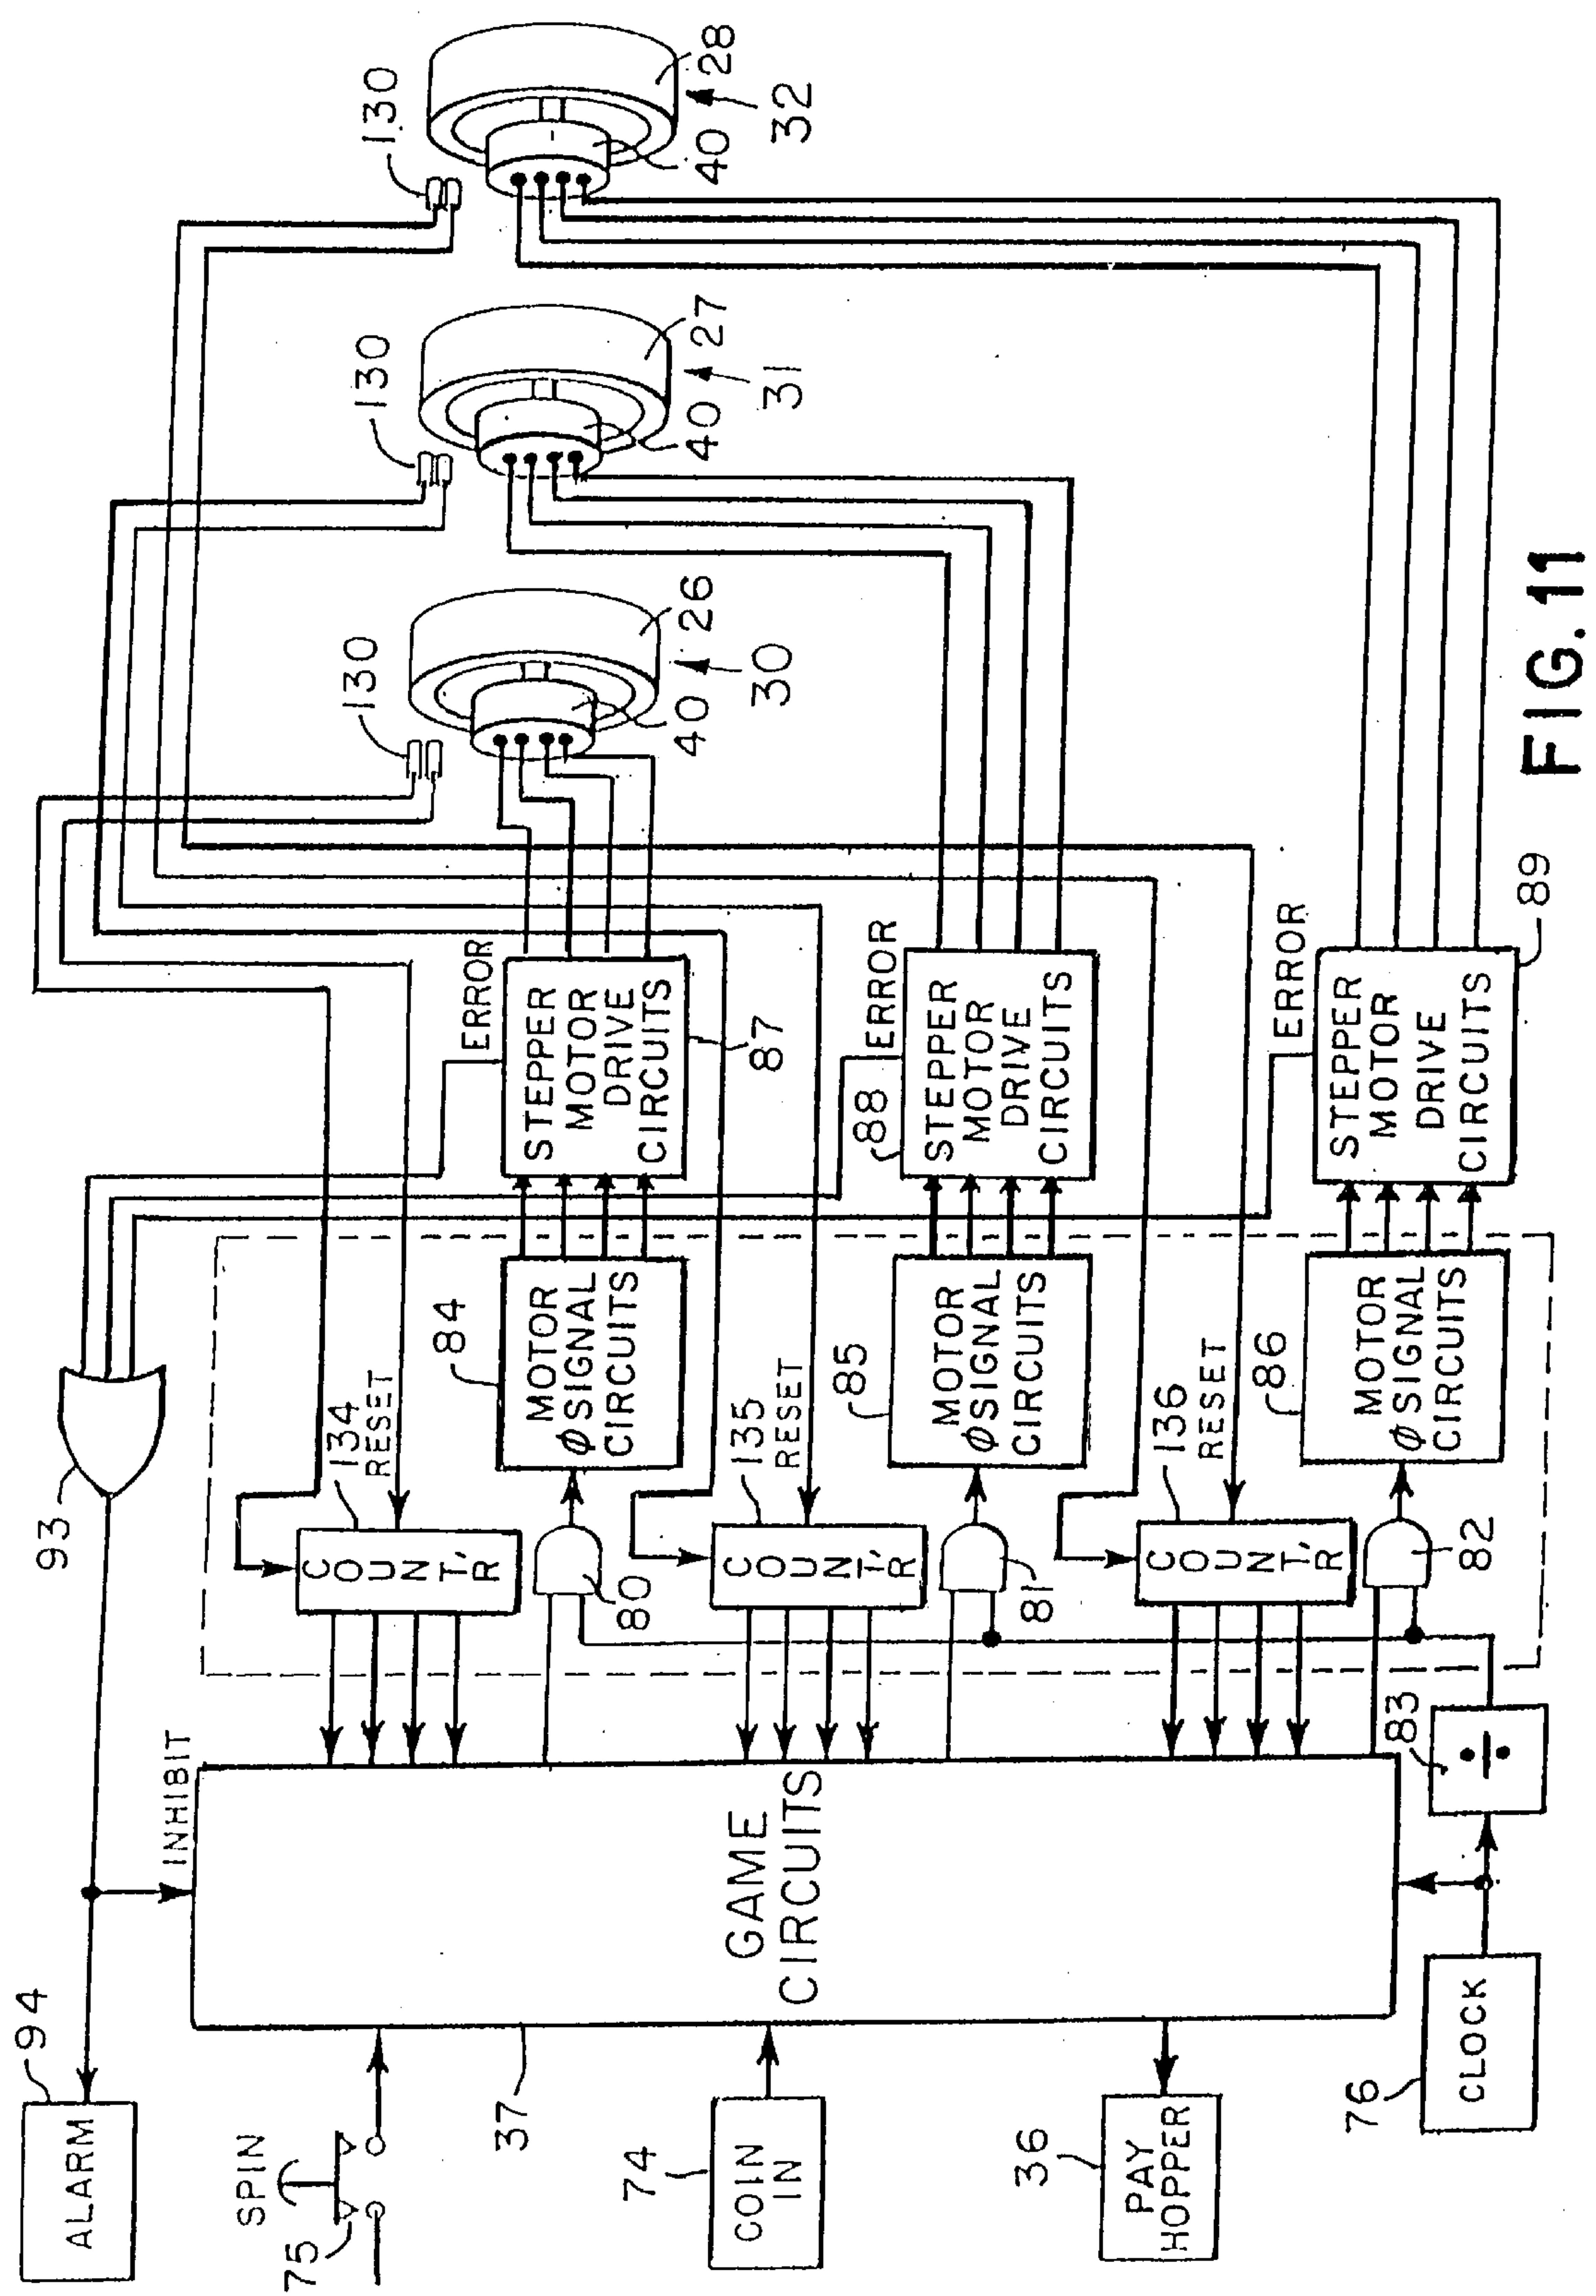 94
ALARM
93
INHIBIT
SPIN
75
37
GAME
CIRCUITS
74
COIN
IN
36
PAY
HOPPER
76
CLOCK
83
÷
134
RESET
COUNT'R
80
84
MOTOR
ΦSIGNAL
CIRCUITS
ERROR
STEPPER
MOTOR
DRIVE
CIRCUITS
87
135
RESET
COUNT'R
81
85
MOTOR
ΦSIGNAL
CIRCUITS
ERROR
88
STEPPER
MOTOR
DRIVE
CIRCUITS
136
RESET
COUNT'R
82
86
MOTOR
ΦSIGNAL
CIRCUITS
ERROR
STEPPER
MOTOR
DRIVE
CIRCUITS
89
130
40
26
30
130
40
27
31
130
40
28
32
FIG. 11